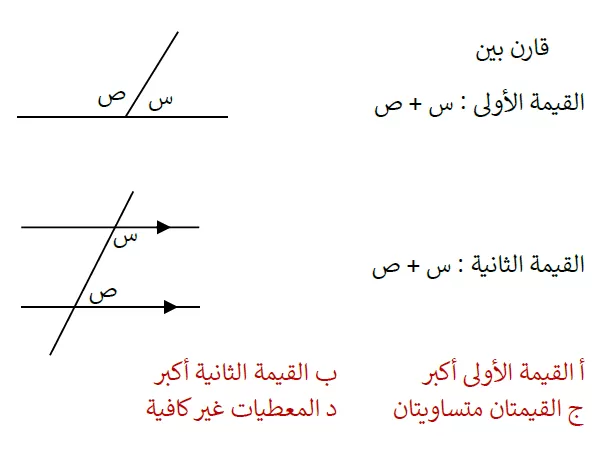 قارن بين
القيمة الأولى : س + ص
ص س
القيمة الثانية : س + ص
س
ص
أ القيمة الأولى أكبر ب القيمة الثانية أكبر
ج القيمتان متساويتان د المعطيات غير كافية